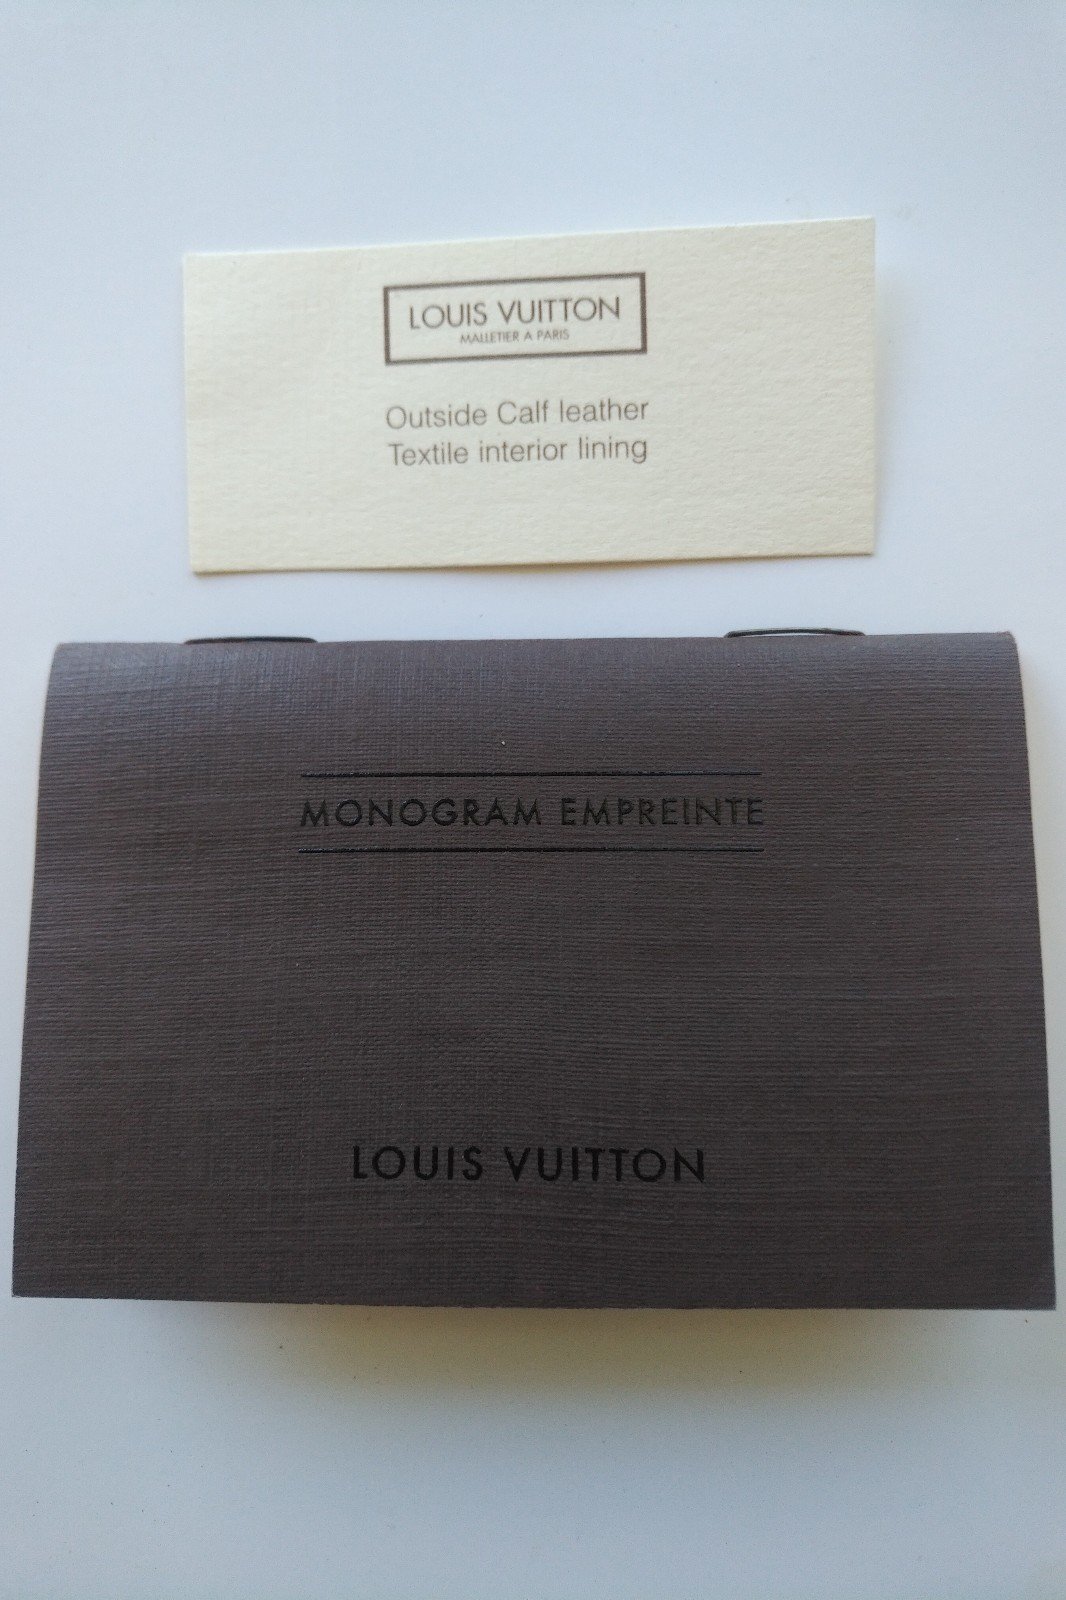 LOUIS VUITTON
MALLETIER A PARIS
Outside Calf leather
Textile interior lining
MONOGRAM EMPREINTE
LOUIS VUITTON